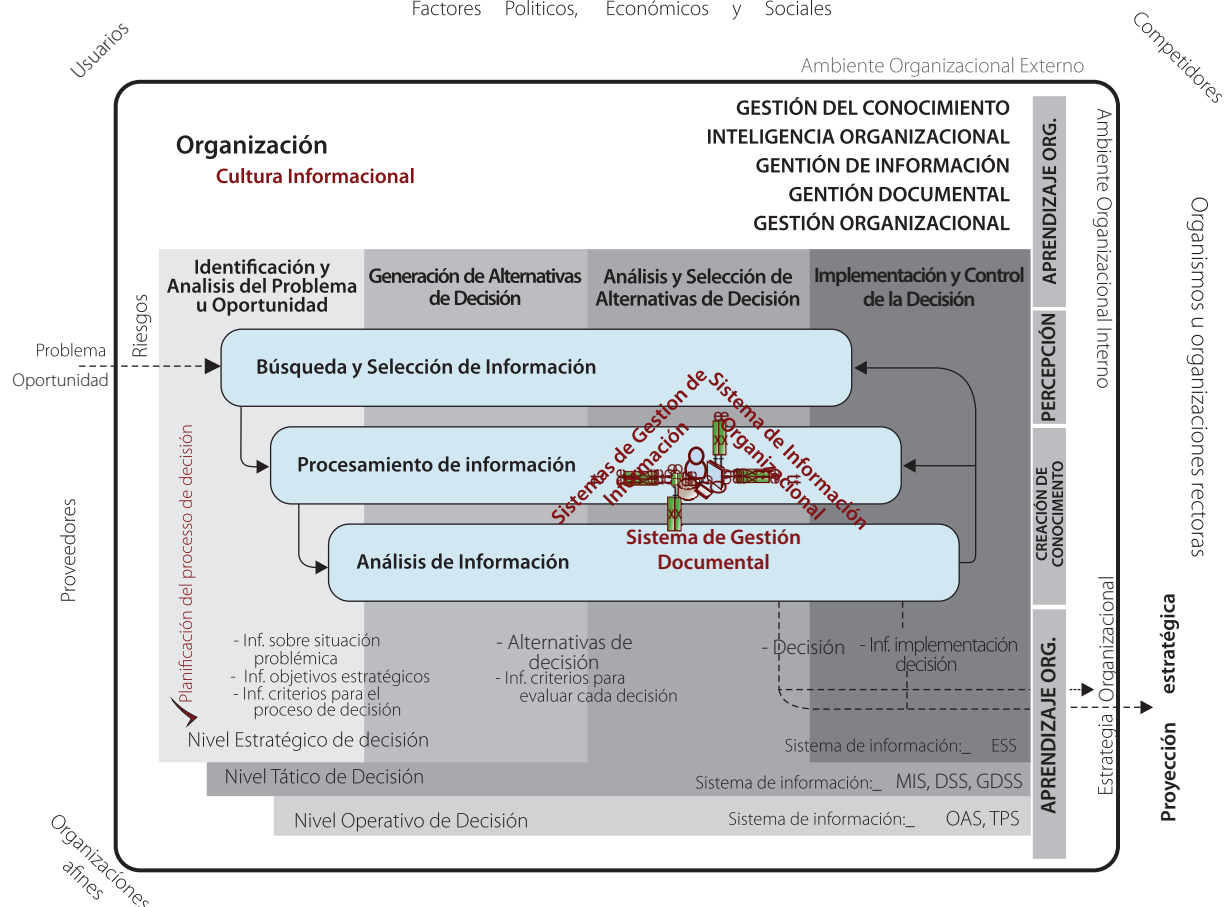 Factores Politicos, Económicos y Sociales
Usuarios
Competidores
Ambiente Organizacional Externo
GESTIÓN DEL CONOCIMIENTO
INTELIGENCIA ORGANIZACIONAL
GENTIÓN DE INFORMACIÓN
GENTIÓN DOCUMENTAL
GESTIÓN ORGANIZACIONAL
Organización
Cultura Informacional
APRENDIZAJE ORG.
Ambiente Organizacional Interno
Organismos u organizaciones rectoras
Identificación y
Analisis del Problema
u Oportunidad
Generación de Alternativas
de Decisión
Análisis y Selección de
Alternativas de Decisión
Implementación y Control
de la Decisión
PERCEPCIÓN
Riesgos
Problema
Oportunidad
Búsqueda y Selección de Información
Sistemas de Gestión de
Información
Sistema de Información
Organizacional
Procesamiento de información
Sistema de Gestión
Documental
Análisis de Información
CREACIÓN DE
CONOCIMIENTO
Proveedores
Planificación del processo de decisión
- Inf. sobre situación
problémica
- Inf. objetivos estratégicos
- Inf. criterios para el
proceso de decisión
- Alternativas de
decisión
- Inf. criterios para
evaluar cada decisión
- Decisión
- Inf. implementación
decisión
APRENDIZAJE ORG.
Estrategia Organizacional
Proyección estratégica
Nivel Estratégico de decisión
Sistema de información:_ ESS
Nivel Tático de Decisión
Sistema de información:_ MIS, DSS, GDSS
Nivel Operativo de Decisión
Sistema de información:_ OAS, TPS
Organizaciones
afines